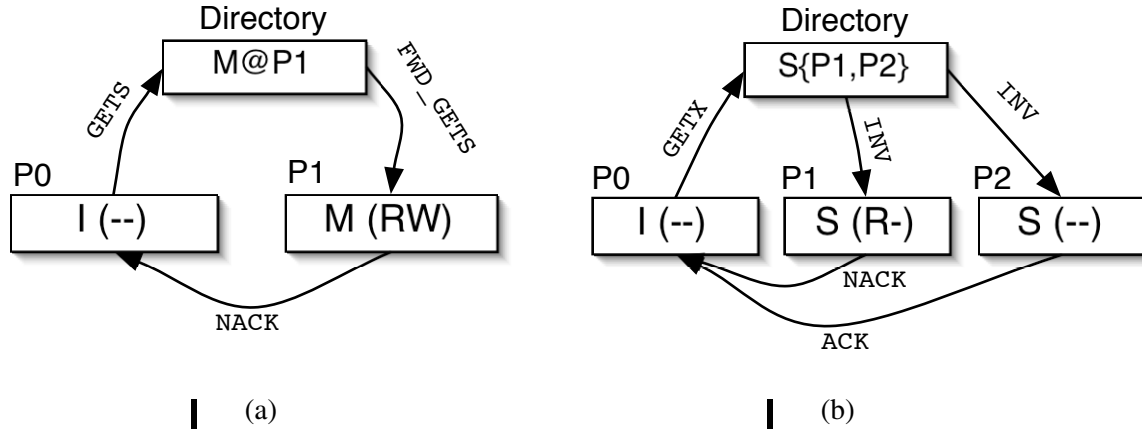 Directory
M@P1
GETS
FWD_GETS
P0
I (--)
P1
M (RW)
NACK
(a)
Directory
S{P1,P2}
GETX
INV
INV
P0
I (--)
P1
S (R-)
P2
S (--)
NACK
ACK
(b)